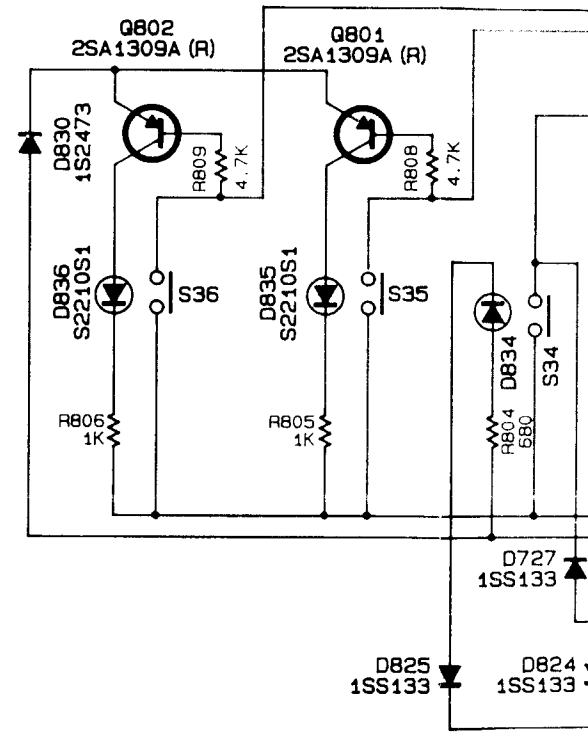 Q802
2SA1309A (R)
Q801
2SA1309A (R)
D830
1S2473
R809
4.7K
R808
4.7K
D836
S2210S1
S36
D835
S2210S1
S35
D834
S34
R806
1K
R805
1K
R804
680
D727
1SS133
D825
1SS133
D824
1SS133